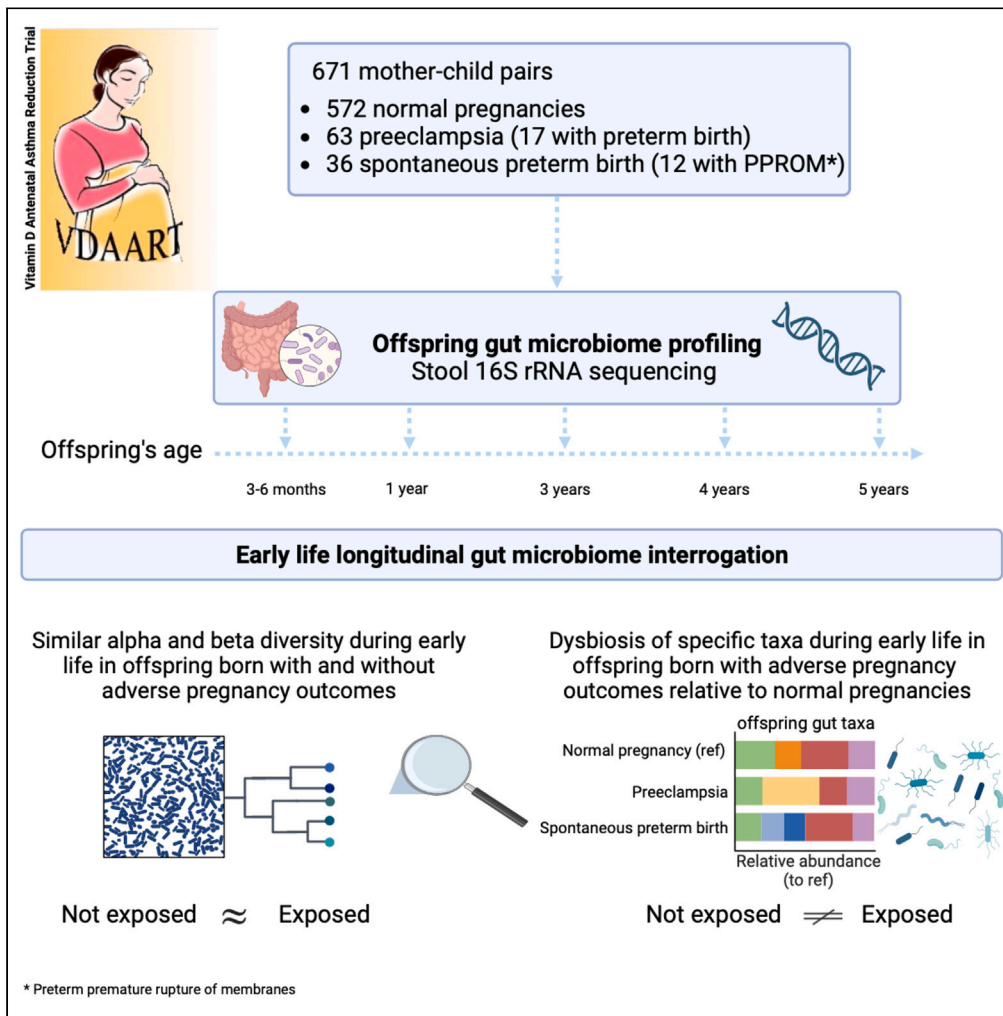 Vitamin D Antenatal Asthma Reduction Trial
VDAART
671 mother-child pairs
• 572 normal pregnancies
• 63 preeclampsia (17 with preterm birth)
• 36 spontaneous preterm birth (12 with PPROM*)
Offspring gut microbiome profiling
Stool 16S rRNA sequencing
Offspring's age
3-6 months
1 year
3 years
4 years
5 years
Early life longitudinal gut microbiome interrogation
Similar alpha and beta diversity during early
life in offspring born with and without
adverse pregnancy outcomes
Not exposed ≈ Exposed
Dysbiosis of specific taxa during early life in
offspring born with adverse pregnancy
outcomes relative to normal pregnancies
offspring gut taxa
Normal pregnancy (ref)
Preeclampsia
Spontaneous preterm birth
Relative abundance
(to ref)
Not exposed ≠ Exposed
* Preterm premature rupture of membranes